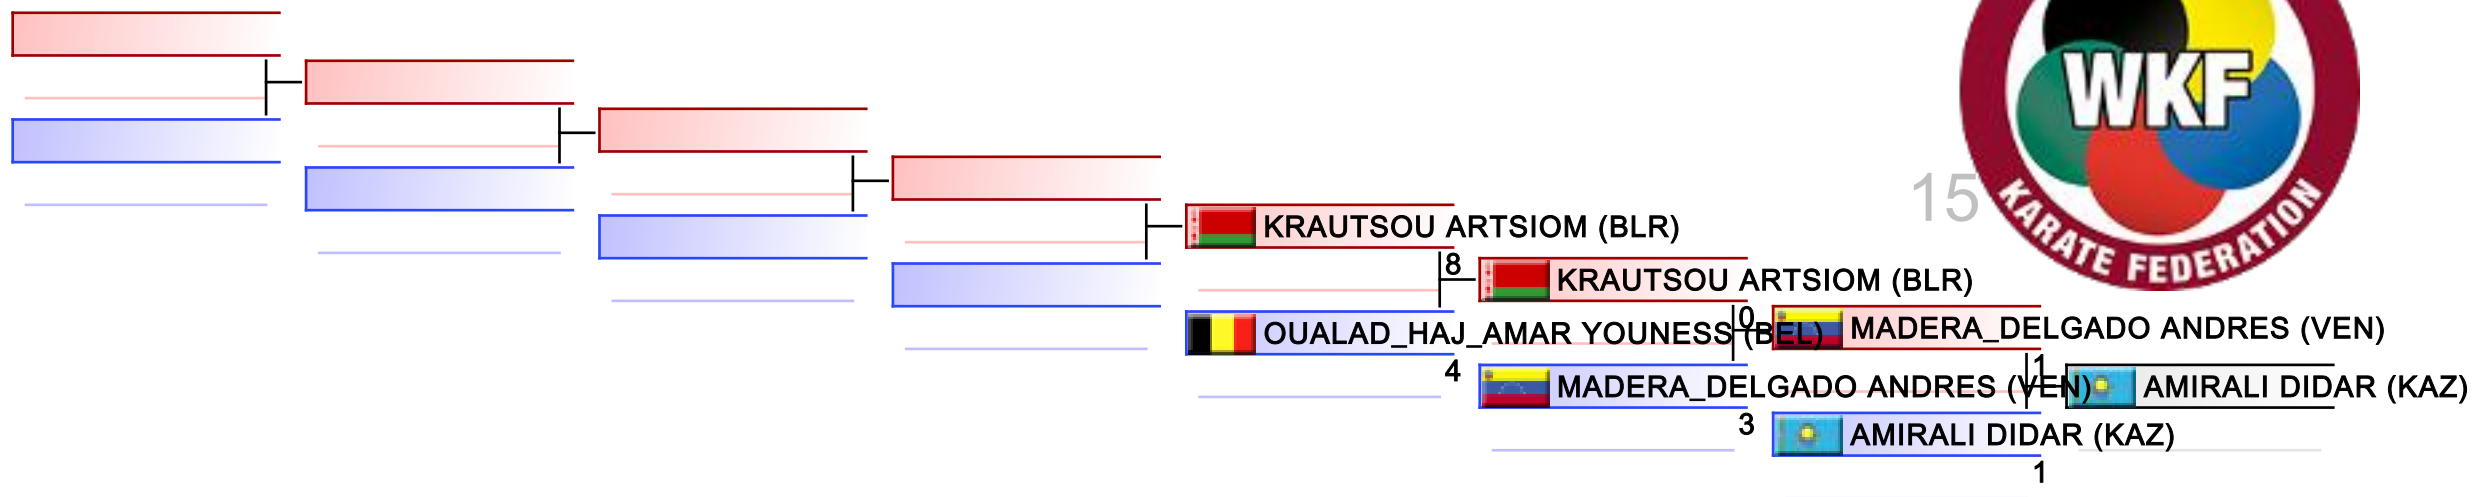 WKF
KARATE FEDERATION
15
KRAUTSOU ARTSIOM (BLR)
8
KRAUTSOU ARTSIOM (BLR)
0
OUALAD_HAJ_AMAR YOUNESS (BEL)
4
MADERA_DELGADO ANDRES (VEN)
1
MADERA_DELGADO ANDRES (VEN)
3
AMIRALI DIDAR (KAZ)
AMIRALI DIDAR (KAZ)
1